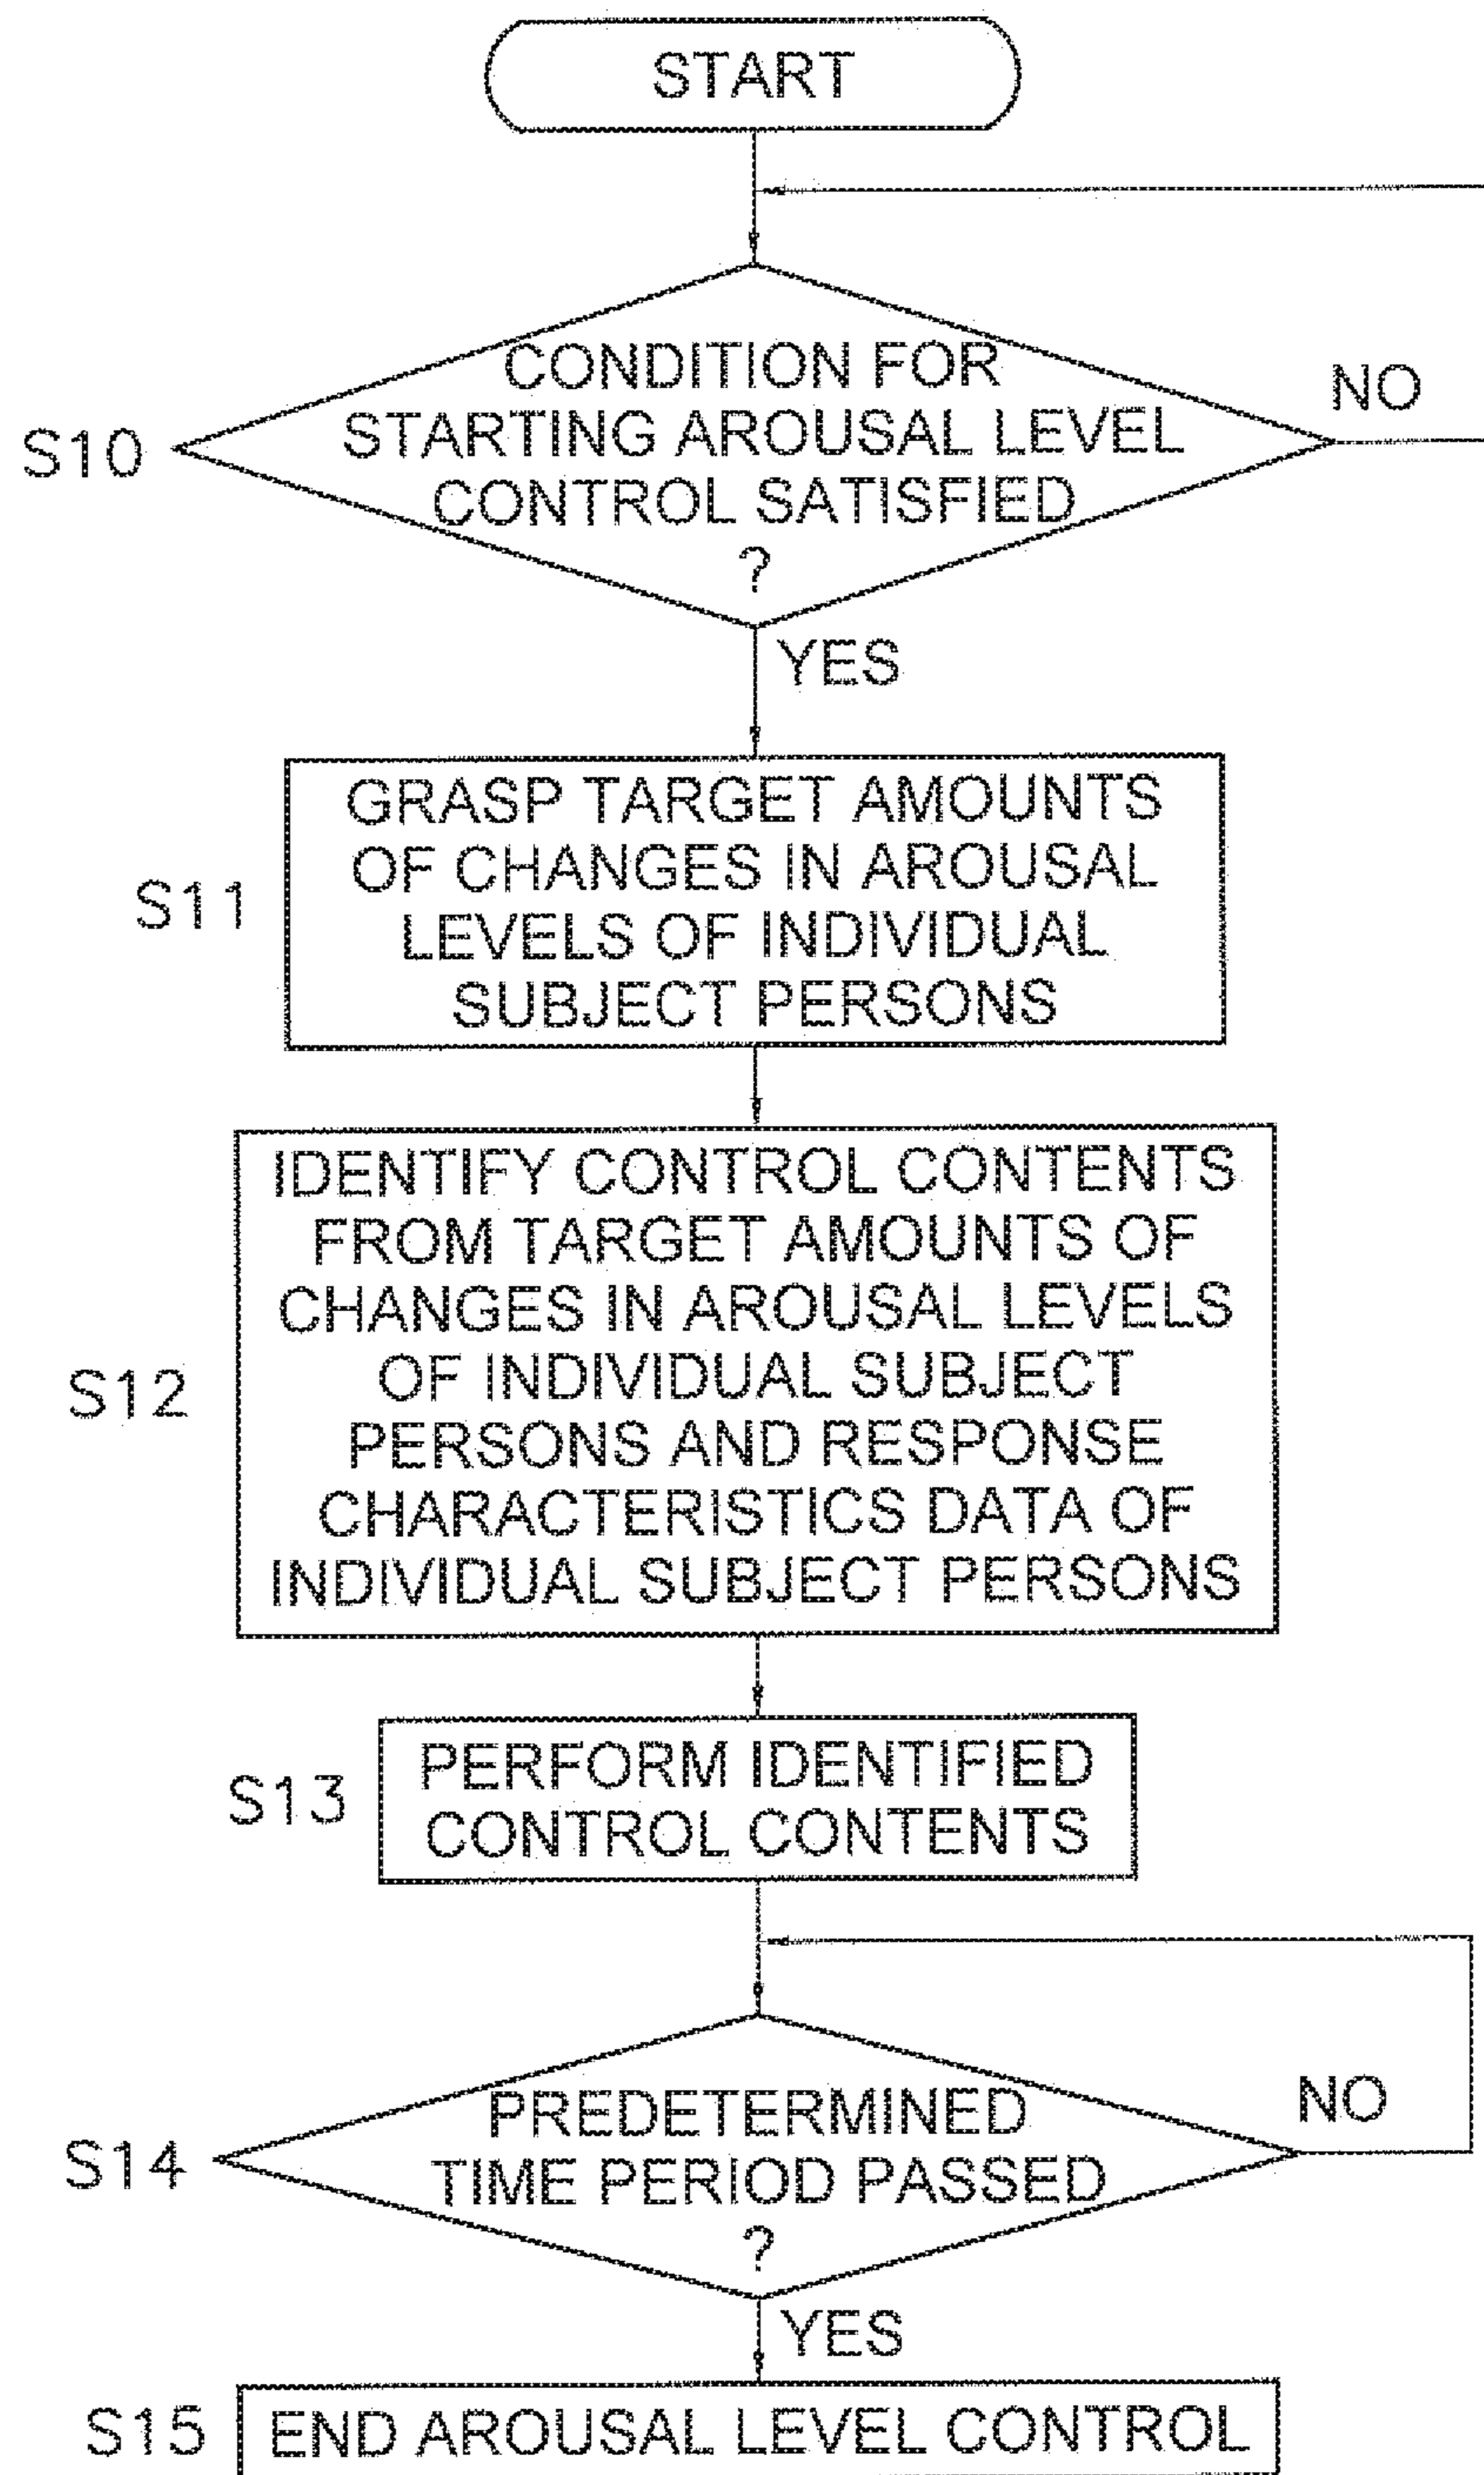 START
CONDITION FOR
STARTING AROUSAL LEVEL
CONTROL SATISFIED
?
NO
S10
YES
GRASP TARGET AMOUNTS
OF CHANGES IN AROUSAL
LEVELS OF INDIVIDUAL
SUBJECT PERSONS
S11
IDENTIFY CONTROL CONTENTS
FROM TARGET AMOUNTS OF
CHANGES IN AROUSAL LEVELS
OF INDIVIDUAL SUBJECT
PERSONS AND RESPONSE
CHARACTERISTICS DATA OF
INDIVIDUAL SUBJECT PERSONS
S12
PERFORM IDENTIFIED
CONTROL CONTENTS
S13
PREDETERMINED
TIME PERIOD PASSED
?
NO
S14
YES
S15
END AROUSAL LEVEL CONTROL